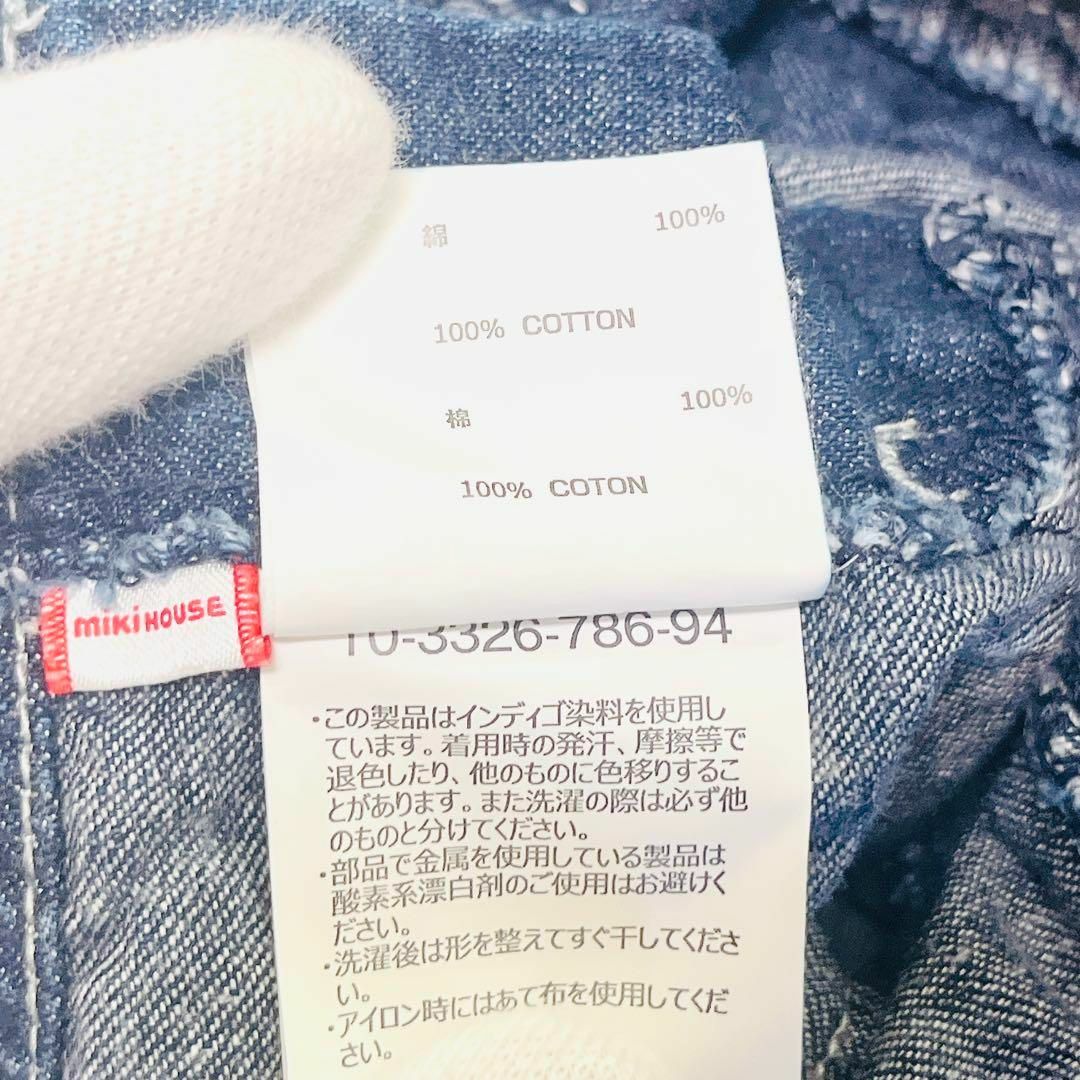 綿 100%
100% COTTON
棉 100%
100% COTON
miki HOUSE
10-3326-786-94
・この製品はインディゴ染料を使用し
ています。着用時の発汗、摩擦等で
退色したり、他のものに色移りするこ
とがあります。また洗濯の際は必ず他
のものと分けてください。
・部品で金属を使用している製品は
酸素系漂白剤のご使用はお避けく
ださい。
・洗濯後は形を整えてすぐ干してくださ
い。
・アイロン時にはあて布を使用してくだ
さい。